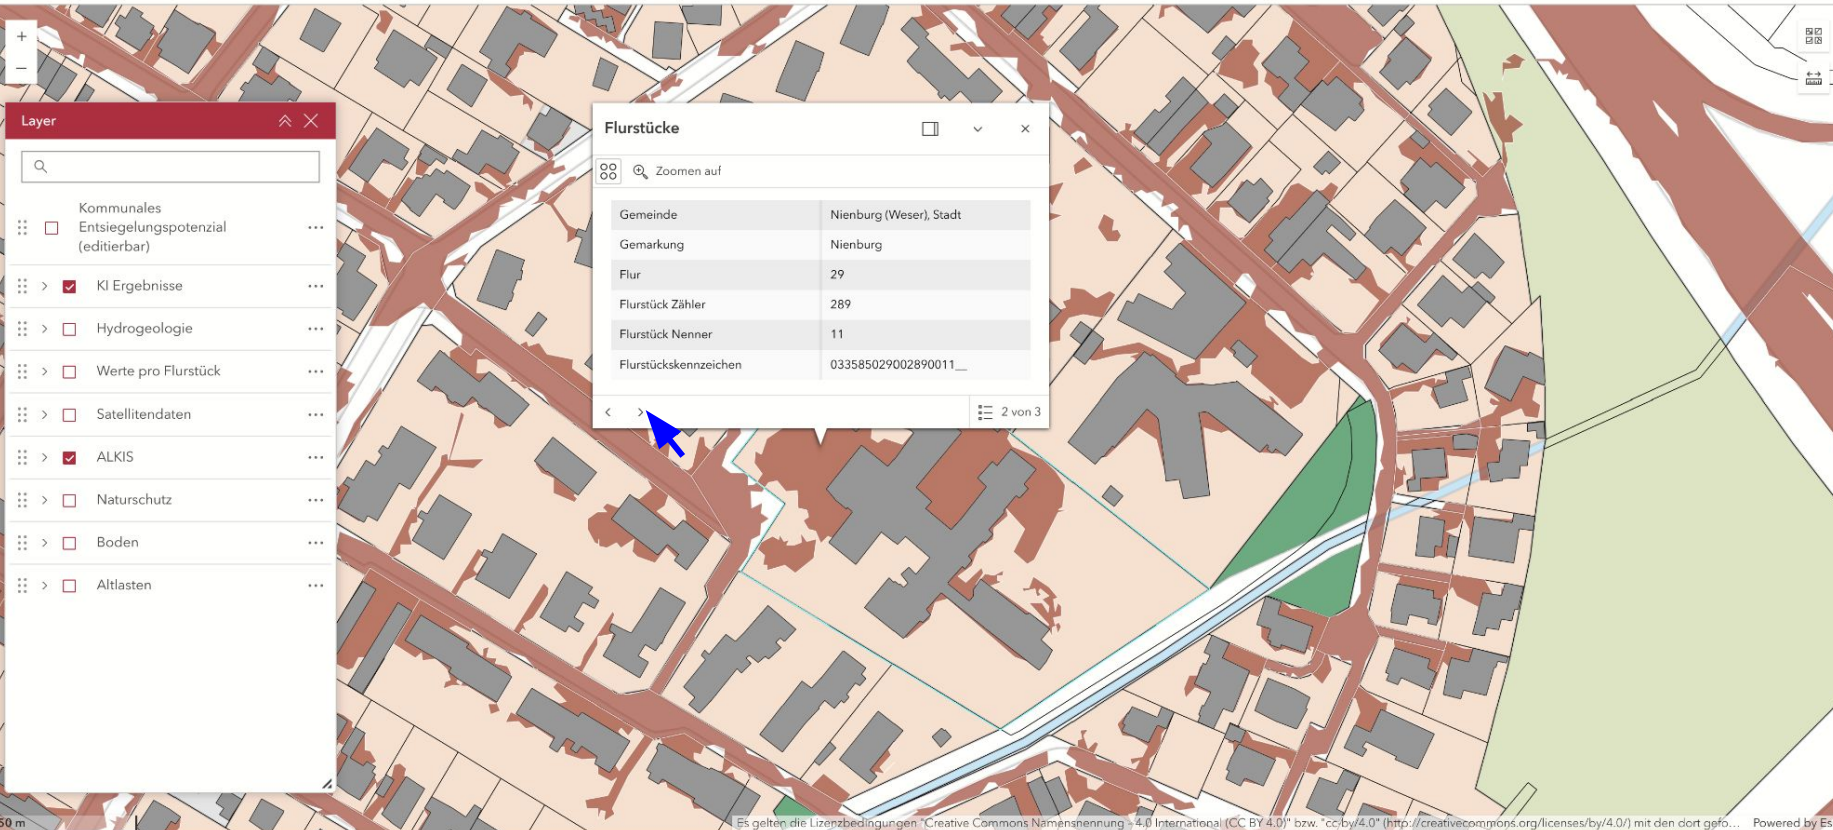 +
−
Layer
Kommunales
Entsiegelungspotenzial
(editierbar)
KI Ergebnisse
Hydrogeologie
Werte pro Flurstück
Satellitendaten
ALKIS
Naturschutz
Boden
Altlasten
Flurstücke
Zoomen auf
Gemeinde Nienburg (Weser), Stadt
Gemarkung Nienburg
Flur 29
Flurstück Zähler 289
Flurstück Nenner 11
Flurstückskennzeichen 033585029002890011__
2 von 3
50 m
Es gelten die Lizenzbedingungen "Creative Commons Namensnennung – 4.0 International (CC BY 4.0)" bzw. "cc-by/4.0" (http://creativecommons.org/licenses/by/4.0/) mit den dort gefo... Powered by Es